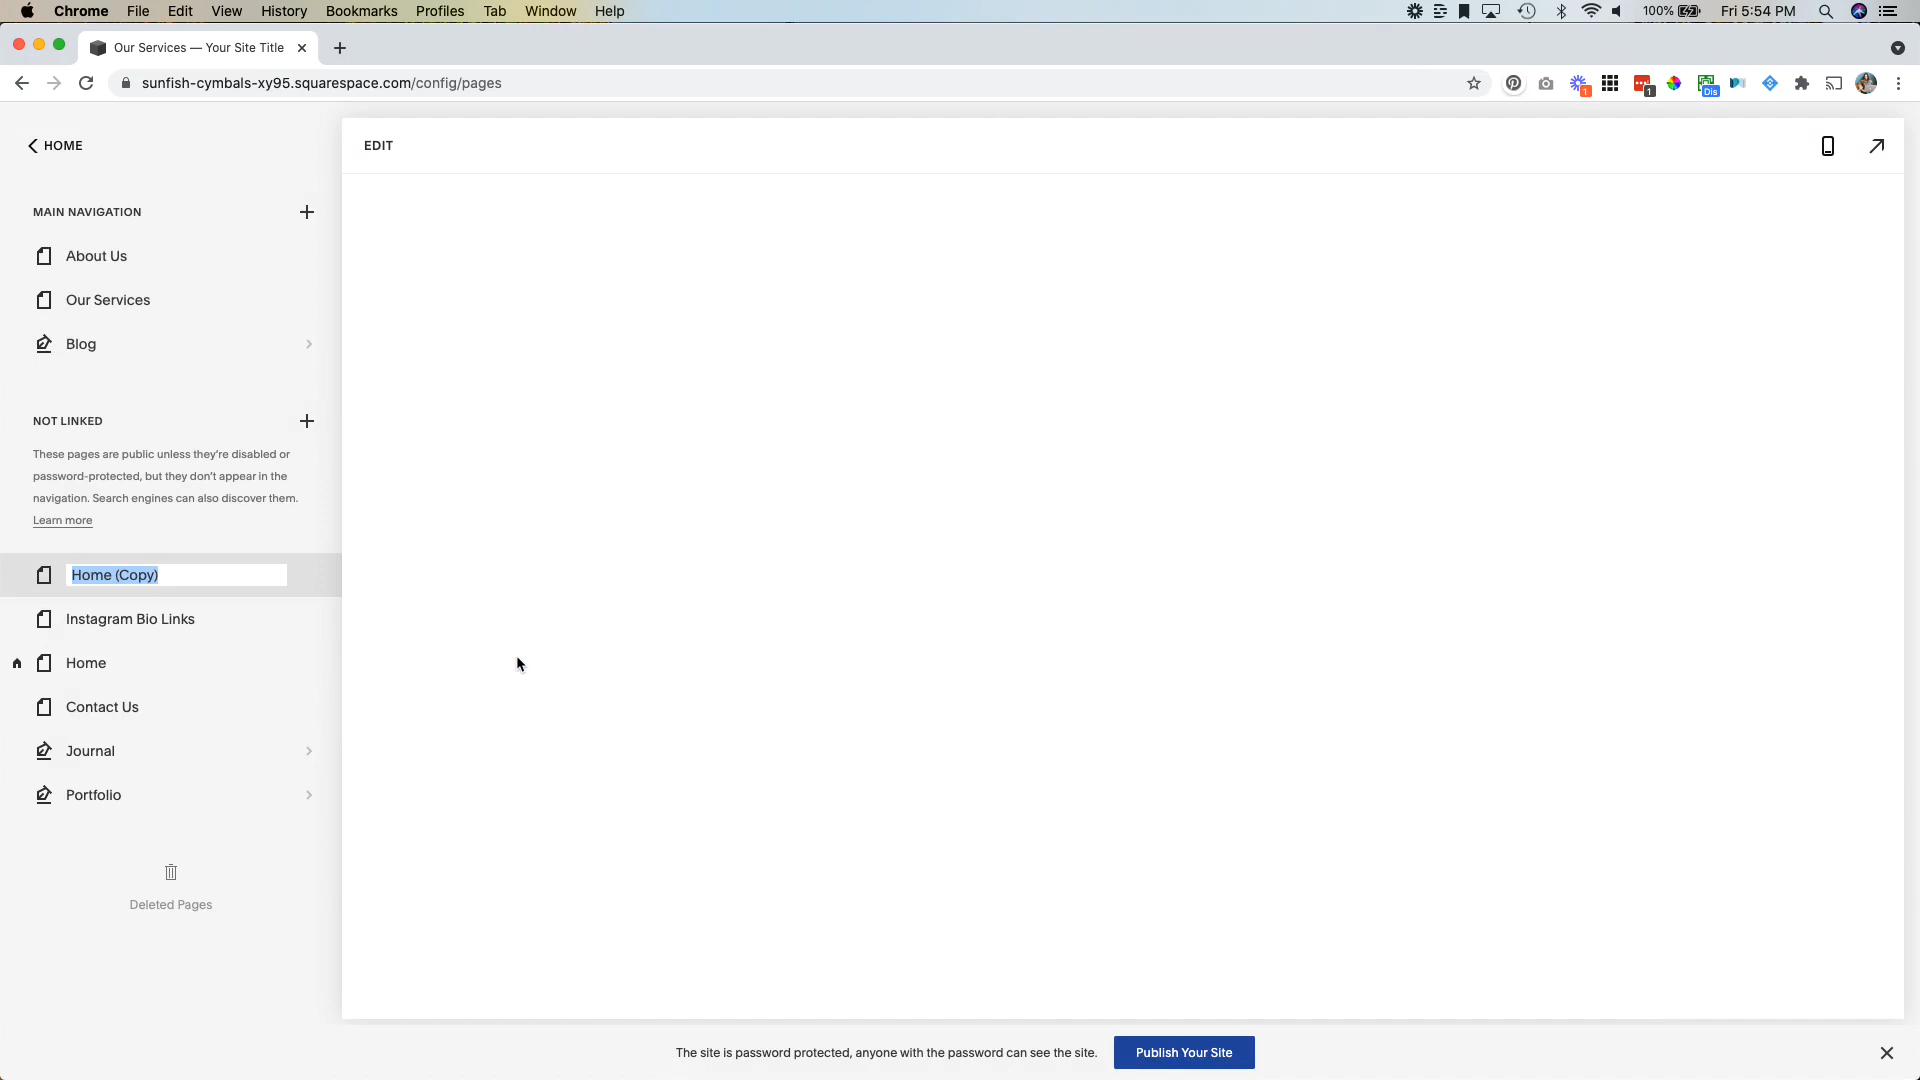 Chrome File Edit View History Bookmarks Profiles Tab Window Help 100% Fri 5:54 PM
Our Services — Your Site Title
sunfish-cymbals-xy95.squarespace.com/config/pages
1
1
Dis
HOME
EDIT
MAIN NAVIGATION
About Us
Our Services
Blog
NOT LINKED
These pages are public unless they're disabled or
password-protected, but they don't appear in the
navigation. Search engines can also discover them.
Learn more
Home (Copy)
Instagram Bio Links
Home
Contact Us
Journal
Portfolio
Deleted Pages
The site is password protected, anyone with the password can see the site. Publish Your Site